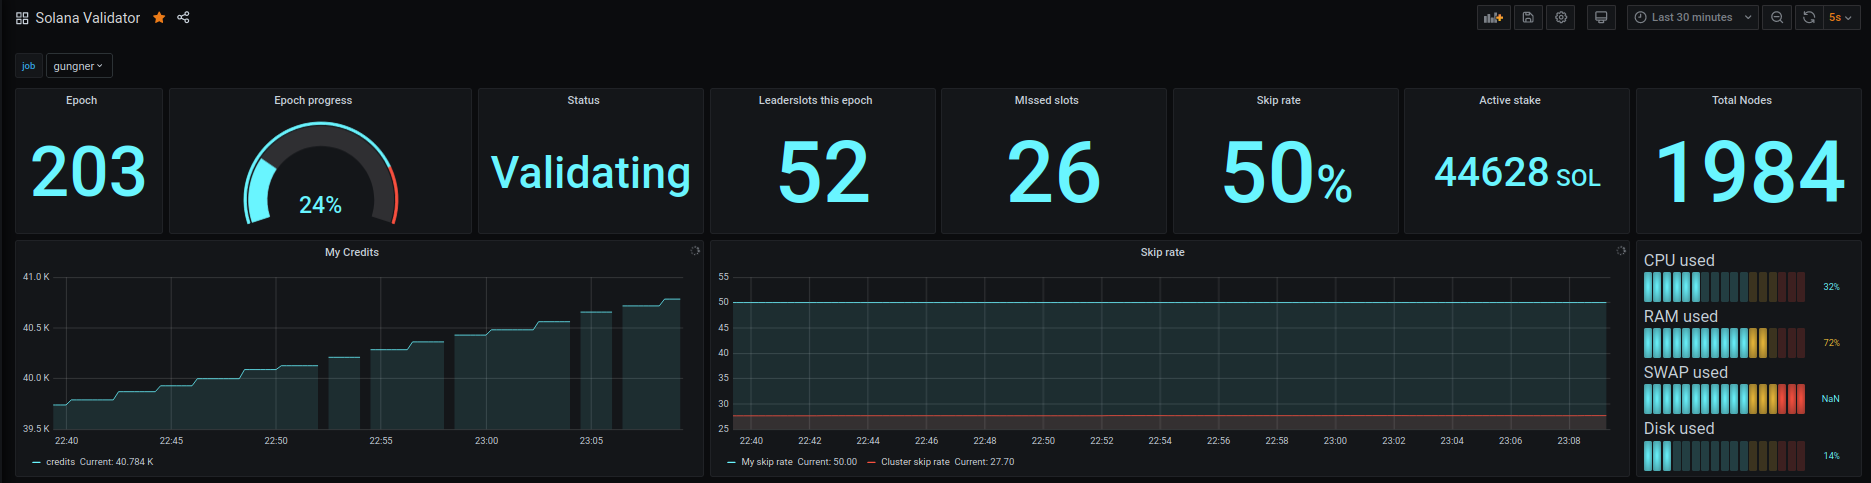 Solana Validator
Last 30 minutes
5s
job
gungner
Epoch
203
Epoch progress
24%
Status
Validating
Leaderslots this epoch
52
MIssed slots
26
Skip rate
50%
Active stake
44628 SOL
Total Nodes
1984
My Credits
41.0 K
40.5 K
40.0 K
39.5 K
22:40 22:45 22:50 22:55 23:00 23:05
credits Current: 40.784 K
Skip rate
55
50
45
40
35
30
25
22:40 22:42 22:44 22:46 22:48 22:50 22:52 22:54 22:56 22:58 23:00 23:02 23:04 23:06 23:08
My skip rate Current: 50.00 Cluster skip rate Current: 27.70
CPU used
32%
RAM used
72%
SWAP used
NaN
Disk used
14%